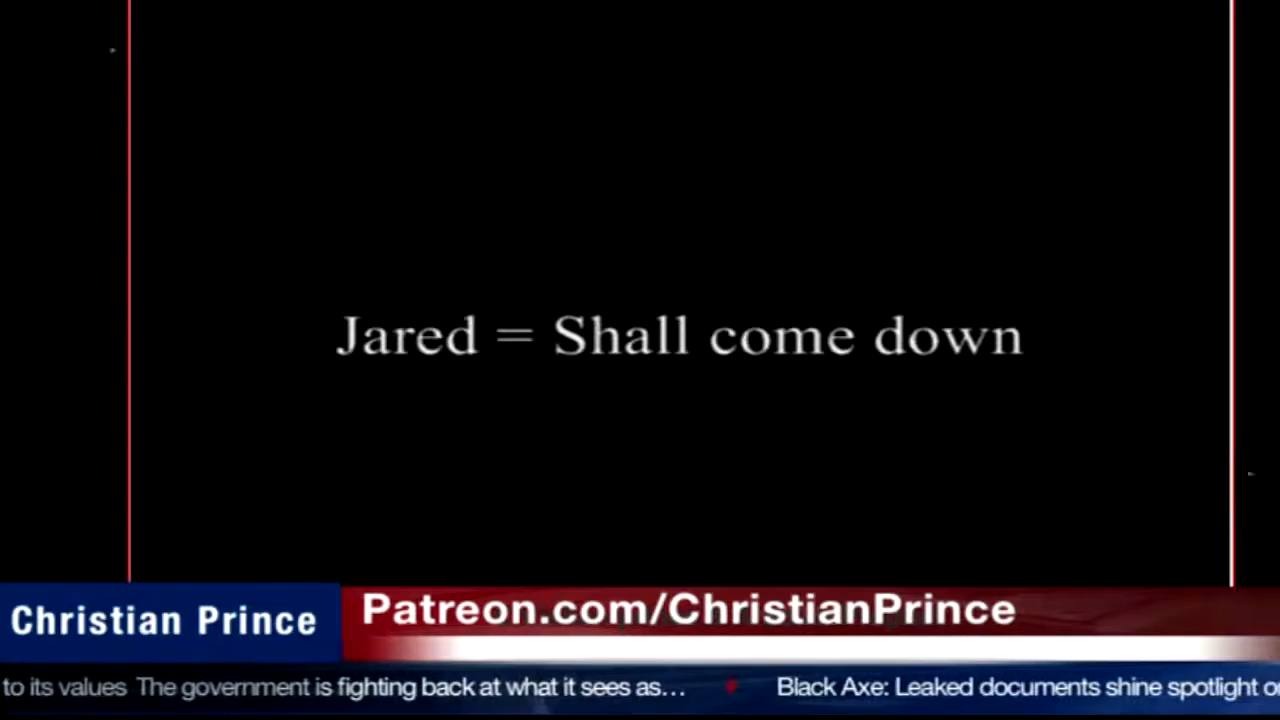 Jared = Shall come down
Christian Prince
Patreon.com/ChristianPrince
to its values The government is fighting back at what it sees as... Black Axe: Leaked documents shine spotlight